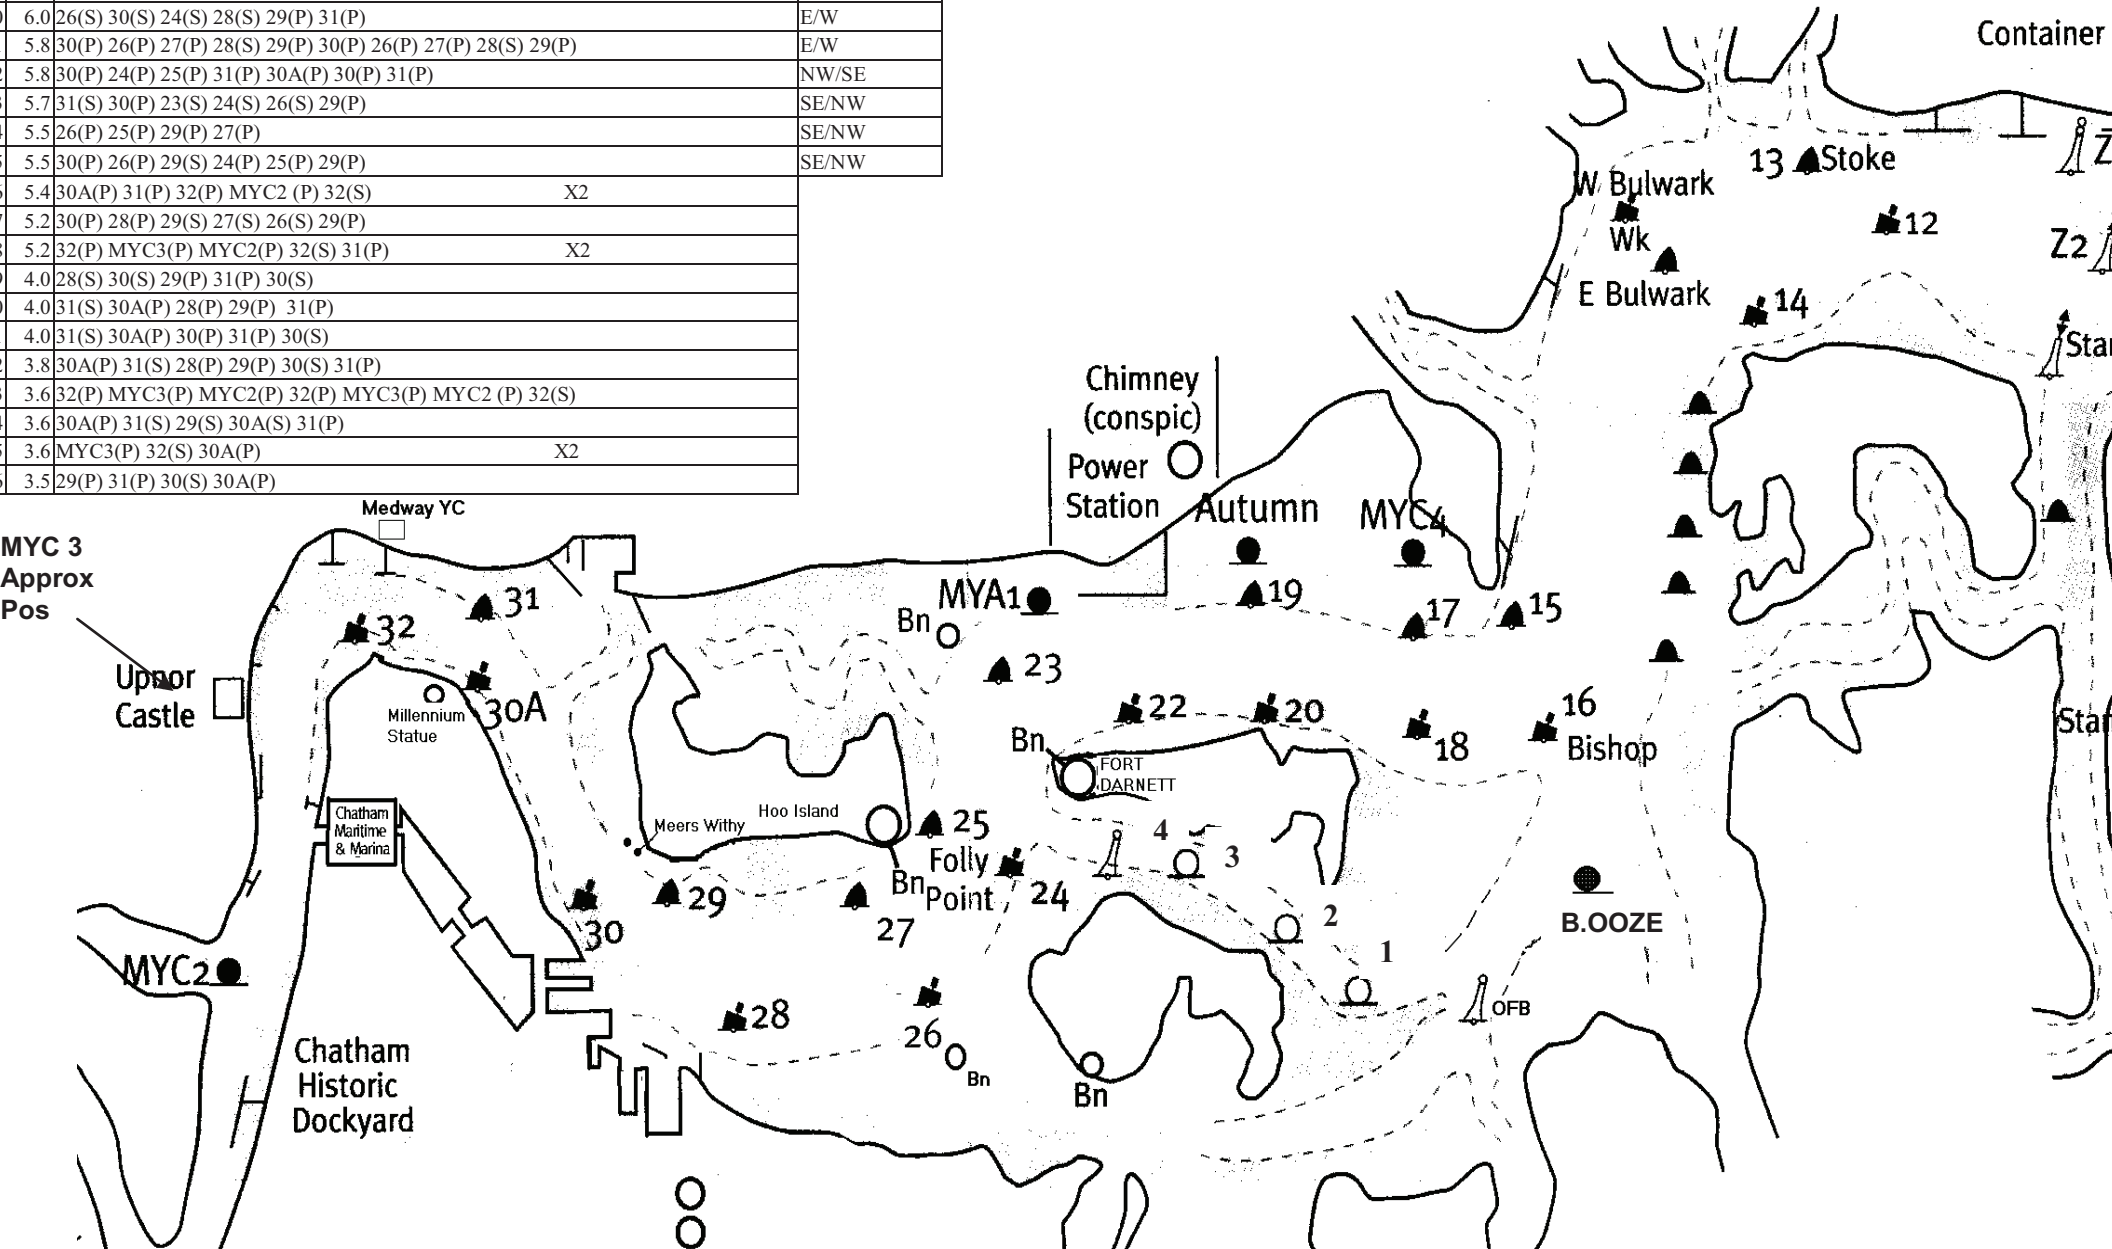 6.0 26(S) 30(S) 24(S) 28(S) 29(P) 31(P) E/W
5.8 30(P) 26(P) 27(P) 28(S) 29(P) 30(P) 26(P) 27(P) 28(S) 29(P) E/W
5.8 30(P) 24(P) 25(P) 31(P) 30A(P) 30(P) 31(P) NW/SE
5.7 31(S) 30(P) 23(S) 24(S) 26(S) 29(P) SE/NW
5.5 26(P) 25(P) 29(P) 27(P) SE/NW
5.5 30(P) 26(P) 29(S) 24(P) 25(P) 29(P) SE/NW
5.4 30A(P) 31(P) 32(P) MYC2 (P) 32(S) X2
5.2 30(P) 28(P) 29(S) 27(S) 26(S) 29(P)
5.2 32(P) MYC3(P) MYC2(P) 32(S) 31(P) X2
4.0 28(S) 30(S) 29(P) 31(P) 30(S)
4.0 31(S) 30A(P) 28(P) 29(P) 31(P)
4.0 31(S) 30A(P) 30(P) 31(P) 30(S)
3.8 30A(P) 31(S) 28(P) 29(P) 30(S) 31(P)
3.6 32(P) MYC3(P) MYC2(P) 32(P) MYC3(P) MYC2 (P) 32(S)
3.6 30A(P) 31(S) 29(S) 30A(S) 31(P)
3.6 MYC3(P) 32(S) 30A(P) X2
3.5 29(P) 31(P) 30(S) 30A(P)
Container
13 Stoke
W Bulwark
Wk
E Bulwark
12
Z2
14
Chimney
(conspic)
Power
Station
Autumn
MYC4
Medway YC
MYC 3
Approx
Pos
31
32
MYA1
Bn
19
17
15
23
Upnor
Castle
30A
Millennium
Statue
22
20
18
16
Bishop
Bn
FORT
DARNETT
Chatham
Maritime
& Marina
Meers Withy
Hoo Island
25
Folly
Point
Bn
24
4
3
2
1
29
27
30
B.OOZE
MYC2
28
26
Bn
Bn
OFB
Chatham
Historic
Dockyard